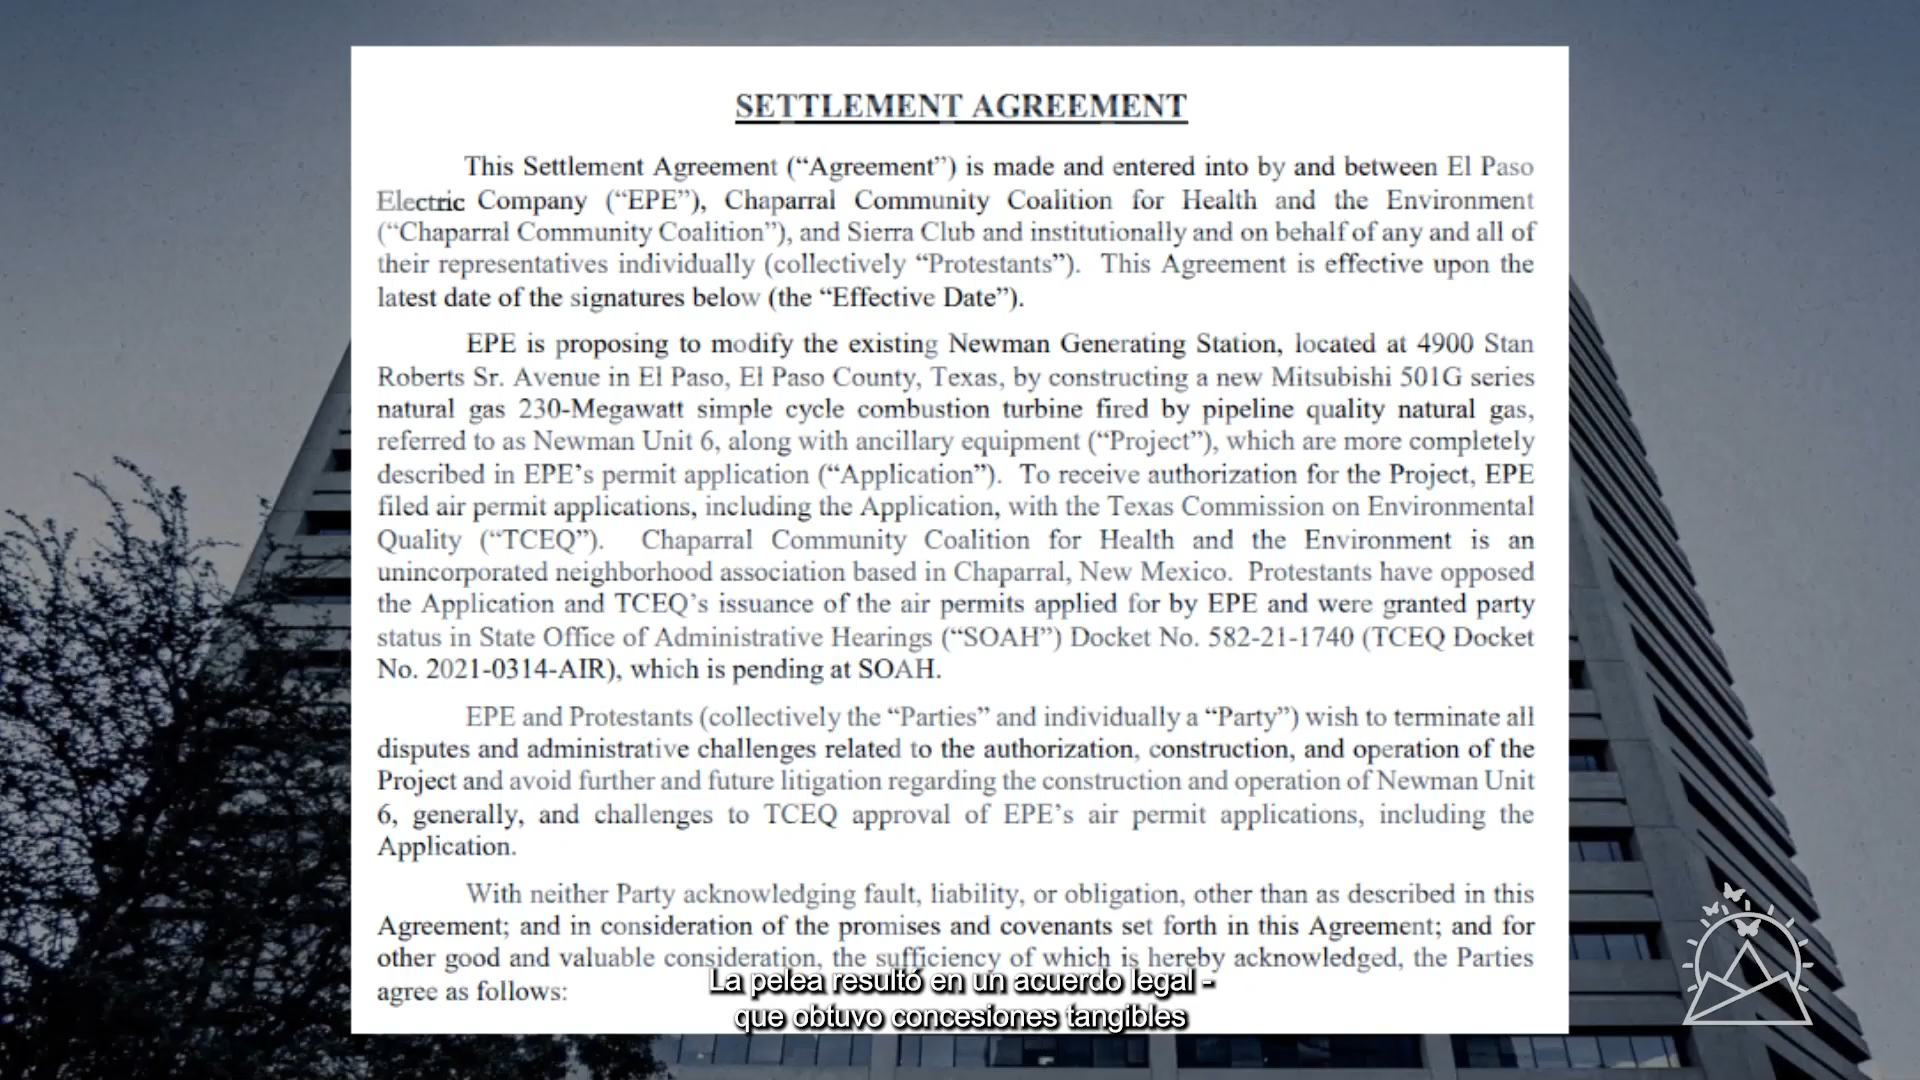 SETTLEMENT AGREEMENT
This Settlement Agreement (“Agreement”) is made and entered into by and between El Paso
Electric Company (“EPE”), Chaparral Community Coalition for Health and the Environment
(“Chaparral Community Coalition”), and Sierra Club and institutionally and on behalf of any and all of
their representatives individually (collectively “Protestants”). This Agreement is effective upon the
latest date of the signatures below (the “Effective Date”).
EPE is proposing to modify the existing Newman Generating Station, located at 4900 Stan
Roberts Sr. Avenue in El Paso, El Paso County, Texas, by constructing a new Mitsubishi 501G series
natural gas 230-Megawatt simple cycle combustion turbine fired by pipeline quality natural gas,
referred to as Newman Unit 6, along with ancillary equipment (“Project”), which are more completely
described in EPE’s permit application (“Application”). To receive authorization for the Project, EPE
filed air permit applications, including the Application, with the Texas Commission on Environmental
Quality (“TCEQ”). Chaparral Community Coalition for Health and the Environment is an
unincorporated neighborhood association based in Chaparral, New Mexico. Protestants have opposed
the Application and TCEQ’s issuance of the air permits applied for by EPE and were granted party
status in State Office of Administrative Hearings (“SOAH”) Docket No. 582-21-1740 (TCEQ Docket
No. 2021-0314-AIR), which is pending at SOAH.
EPE and Protestants (collectively the “Parties” and individually a “Party”) wish to terminate all
disputes and administrative challenges related to the authorization, construction, and operation of the
Project and avoid further and future litigation regarding the construction and operation of Newman Unit
6, generally, and challenges to TCEQ approval of EPE’s air permit applications, including the
Application.
With neither Party acknowledging fault, liability, or obligation, other than as described in this
Agreement; and in consideration of the promises and covenants set forth in this Agreement; and for
other good and valuable consideration, the sufficiency of which is hereby acknowledged, the Parties
agree as follows:
La pelea resultó en un acuerdo legal -
que obtuvo concesiones tangibles